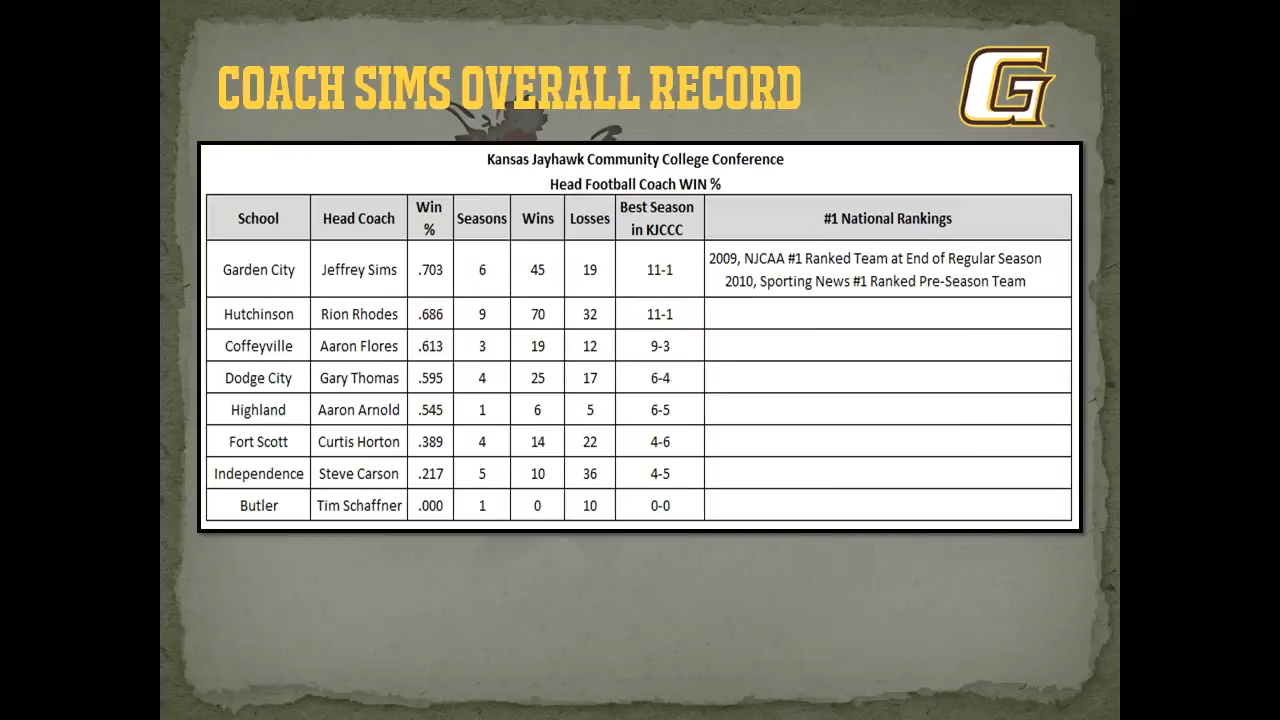 COACH SIMS OVERALL RECORD
G
Kansas Jayhawk Community College Conference
Head Football Coach WIN %
School Head Coach Win % Seasons Wins Losses Best Season in KJCCC #1 National Rankings
Garden City Jeffrey Sims .703 6 45 19 11-1 2009, NJCAA #1 Ranked Team at End of Regular Season
2010, Sporting News #1 Ranked Pre-Season Team
Hutchinson Rion Rhodes .686 9 70 32 11-1
Coffeyville Aaron Flores .613 3 19 12 9-3
Dodge City Gary Thomas .595 4 25 17 6-4
Highland Aaron Arnold .545 1 6 5 6-5
Fort Scott Curtis Horton .389 4 14 22 4-6
Independence Steve Carson .217 5 10 36 4-5
Butler Tim Schaffner .000 1 0 10 0-0